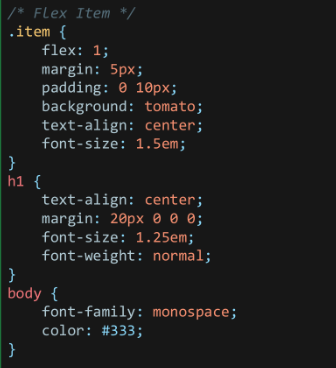 /* Flex Item */
.item {
    flex: 1;
    margin: 5px;
    padding: 0 10px;
    background: tomato;
    text-align: center;
    font-size: 1.5em;
}
h1 {
    text-align: center;
    margin: 20px 0 0 0;
    font-size: 1.25em;
    font-weight: normal;
}
body {
    font-family: monospace;
    color: #333;
}